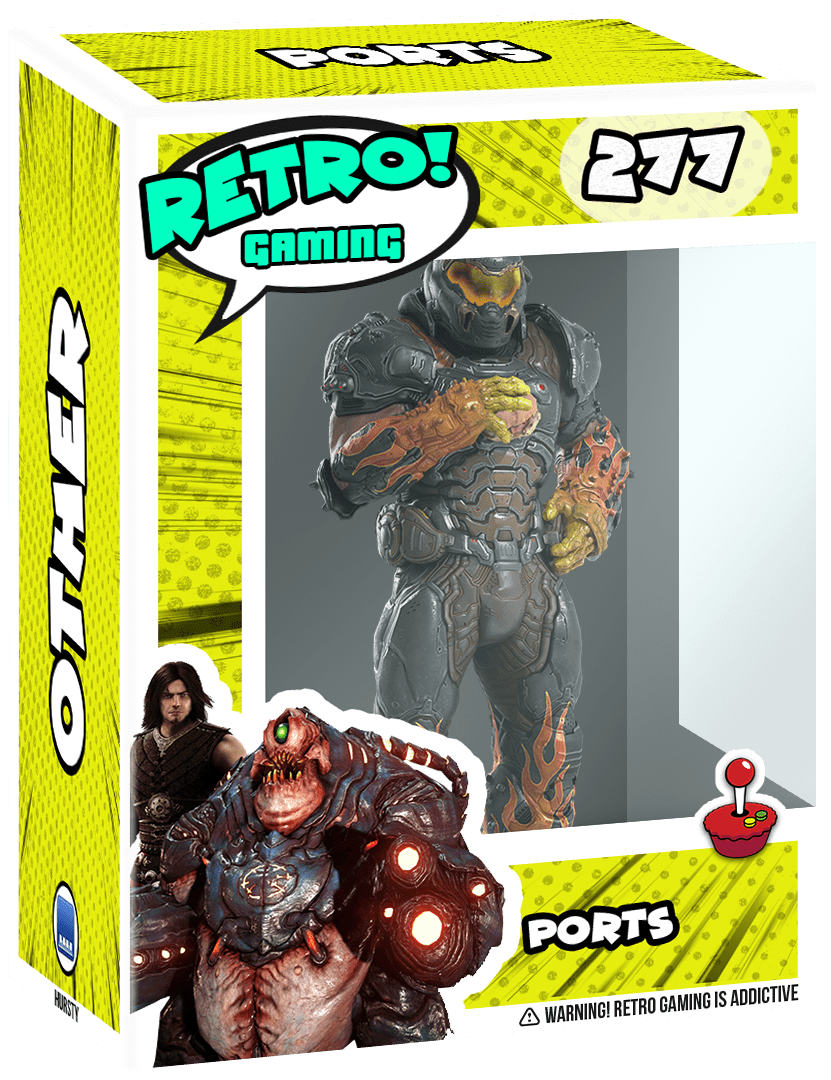 PORTS
RETRO!
GAMING
277
OTHER
PORTS
HURSTY
WARNING! RETRO GAMING IS ADDICTIVE